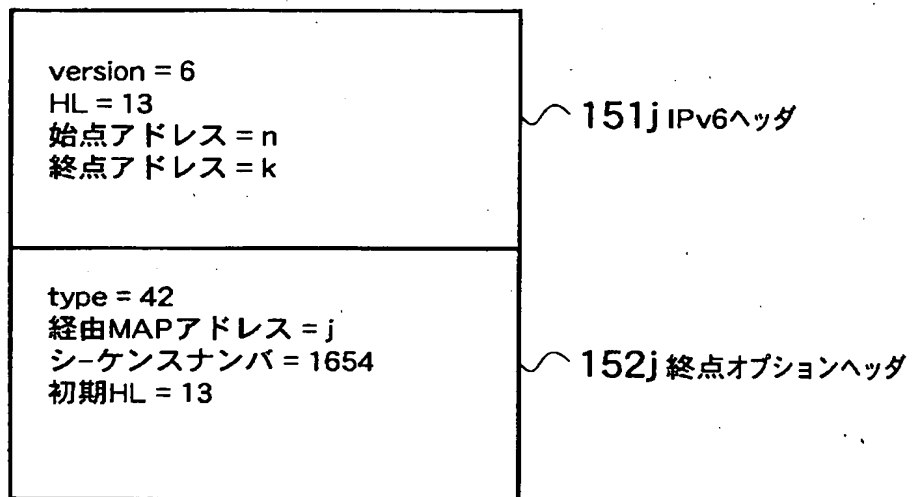 version = 6
HL = 13
始点アドレス = n
終点アドレス = k
151j IPv6ヘッダ
type = 42
経由MAPアドレス = j
シーケンスナンバ = 1654
初期HL = 13
152j 終点オプションヘッダ